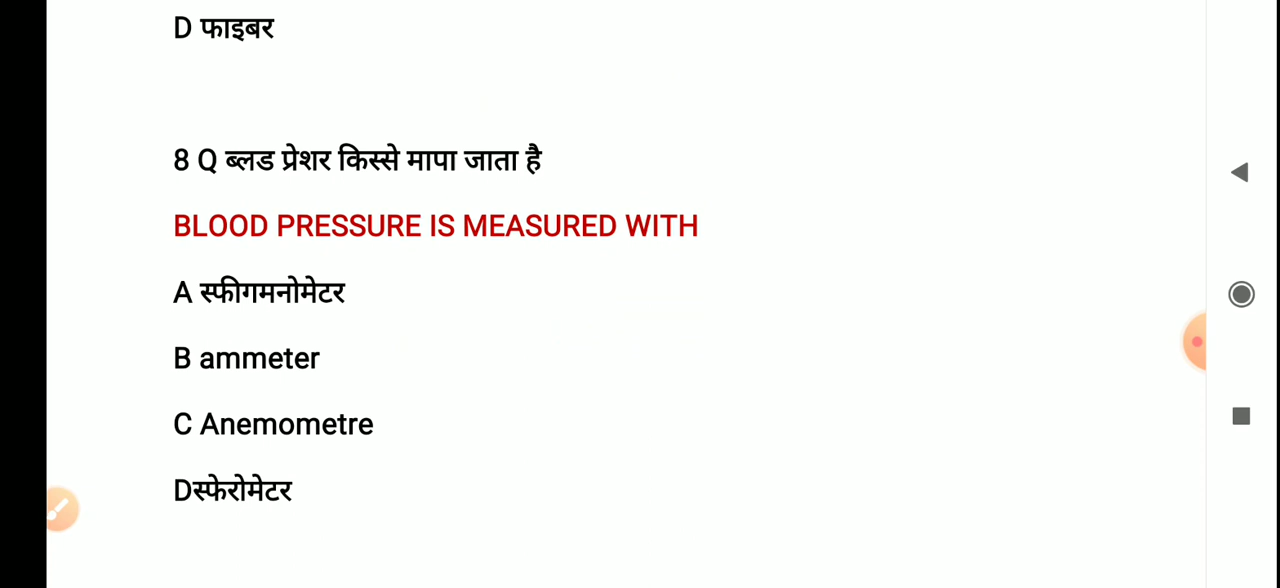 D फाइबर
8 Q ब्लड प्रेशर किस्से मापा जाता है
BLOOD PRESSURE IS MEASURED WITH
A स्फीगमनोमेटर
B ammeter
C Anemometre
Dस्फेरोमेटर